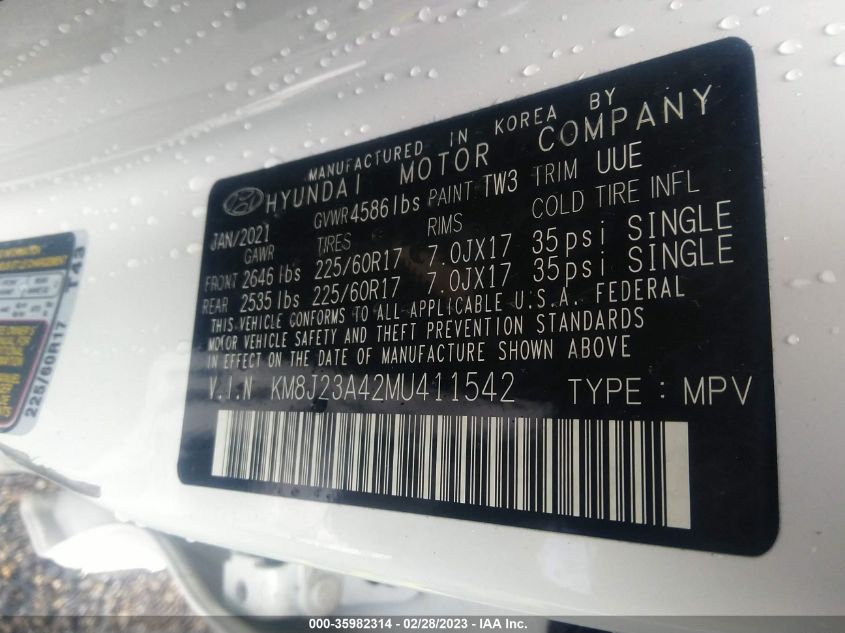 MANUFACTURED IN KOREA BY
HYUNDAI MOTOR COMPANY
JAN/2021 GVWR 4586 lbs PAINT TW3 TRIM UUE
GAWR TIRES RIMS COLD TIRE INFL
FRONT 2646 lbs 225/60R17 7.0JX17 35psi SINGLE
REAR 2535 lbs 225/60R17 7.0JX17 35psi SINGLE
THIS VEHICLE CONFORMS TO ALL APPLICABLE U.S.A. FEDERAL
MOTOR VEHICLE SAFETY AND THEFT PREVENTION STANDARDS
IN EFFECT ON THE DATE OF MANUFACTURE SHOWN ABOVE
V.I.N KM8J23A42MU411542 TYPE : MPV
T43
225/60R17
000-35982314 / 02/28/2023 - IAA Inc.